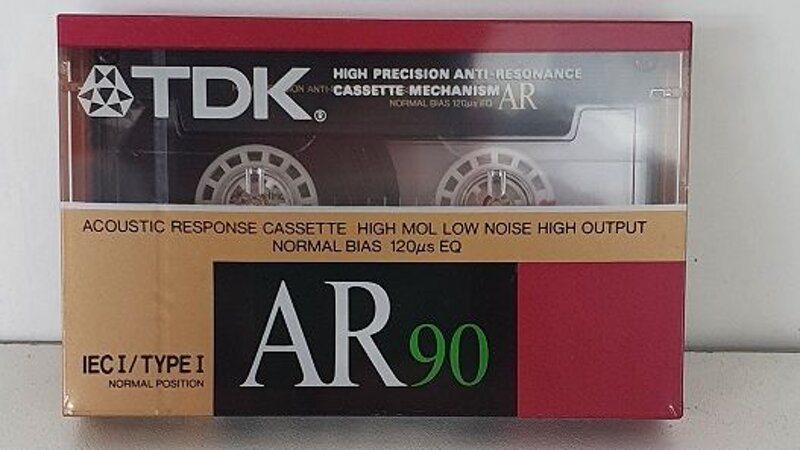 TDK®
HIGH PRECISION ANTI-RESONANCE
CASSETTE MECHANISM
NORMAL BIAS 120µs EQ AR
ACOUSTIC RESPONSE CASSETTE HIGH MOL LOW NOISE HIGH OUTPUT
NORMAL BIAS 120µs EQ
AR90
IEC I/TYPE I
NORMAL POSITION